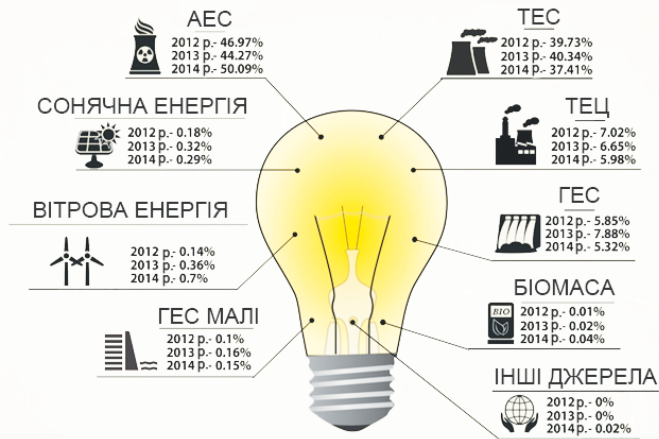 АЕС
2012 р.- 46.97%
2013 р.- 44.27%
2014 р.- 50.09%
ТЕС
2012 р.- 39.73%
2013 р.- 40.34%
2014 р.- 37.41%
СОНЯЧНА ЕНЕРГІЯ
2012 р.- 0.18%
2013 р.- 0.32%
2014 р.- 0.29%
ТЕЦ
2012 р.- 7.02%
2013 р.- 6.65%
2014 р.- 5.98%
ВІТРОВА ЕНЕРГІЯ
2012 р.- 0.14%
2013 р.- 0.36%
2014 р.- 0.7%
ГЕС
2012 р.- 5.85%
2013 р.- 7.88%
2014 р.- 5.32%
ГЕС МАЛІ
2012 р.- 0.1%
2013 р.- 0.16%
2014 р.- 0.15%
БІОМАСА
BIO
2012 р.- 0.01%
2013 р.- 0.02%
2014 р.- 0.04%
ІНШІ ДЖЕРЕЛА
2012 р.- 0%
2013 р.- 0%
2014 р.- 0.02%